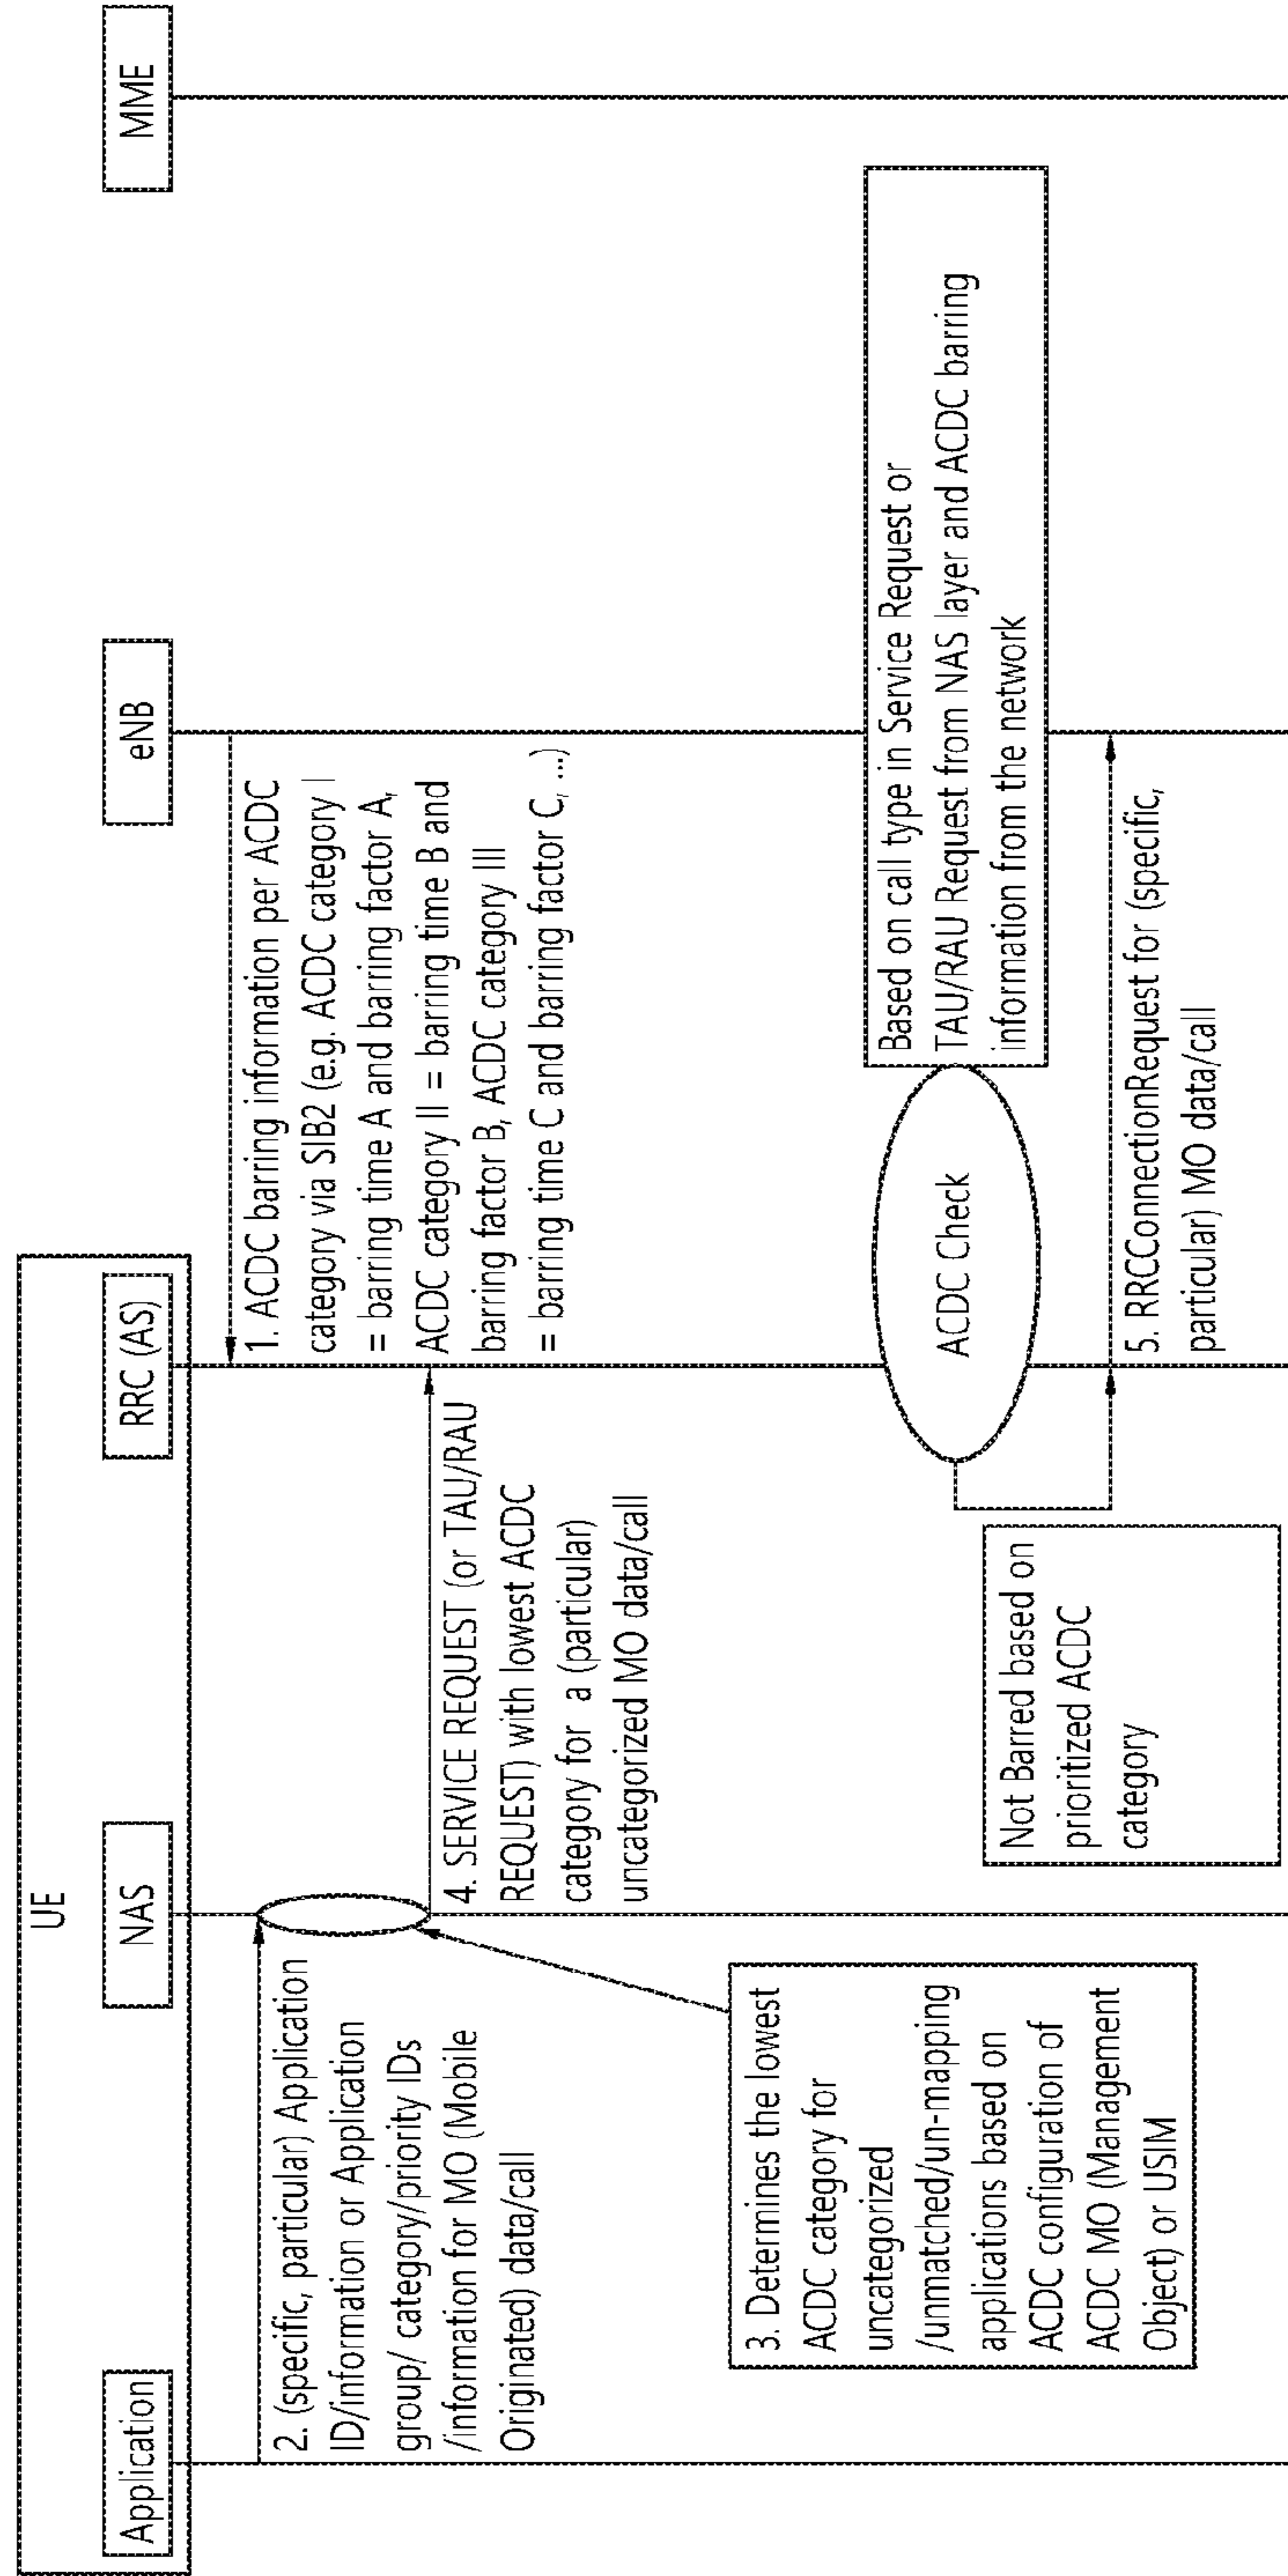 UE
Application
NAS
RRC (AS)
eNB
MME
1. ACDC barring information per ACDC
category via SIB2 (e.g. ACDC category I
= barring time A and barring factor A,
ACDC category II = barring time B and
barring factor B, ACDC category III
= barring time C and barring factor C, ...)
2. (specific, particular) Application
ID/information or Application
group/ category/priority IDs
/information for MO (Mobile
Originated) data/call
3. Determines the lowest
ACDC category for
uncategorized
/unmatched/un-mapping
applications based on
ACDC configuration of
ACDC MO (Management
Object) or USIM
4. SERVICE REQUEST (or TAU/RAU
REQUEST) with lowest ACDC
category for a (particular)
uncategorized MO data/call
ACDC Check
Based on call type in Service Request or
TAU/RAU Request from NAS layer and ACDC barring
information from the network
Not Barred based on
prioritized ACDC
category
5. RRCConnectionRequest for (specific,
particular) MO data/call